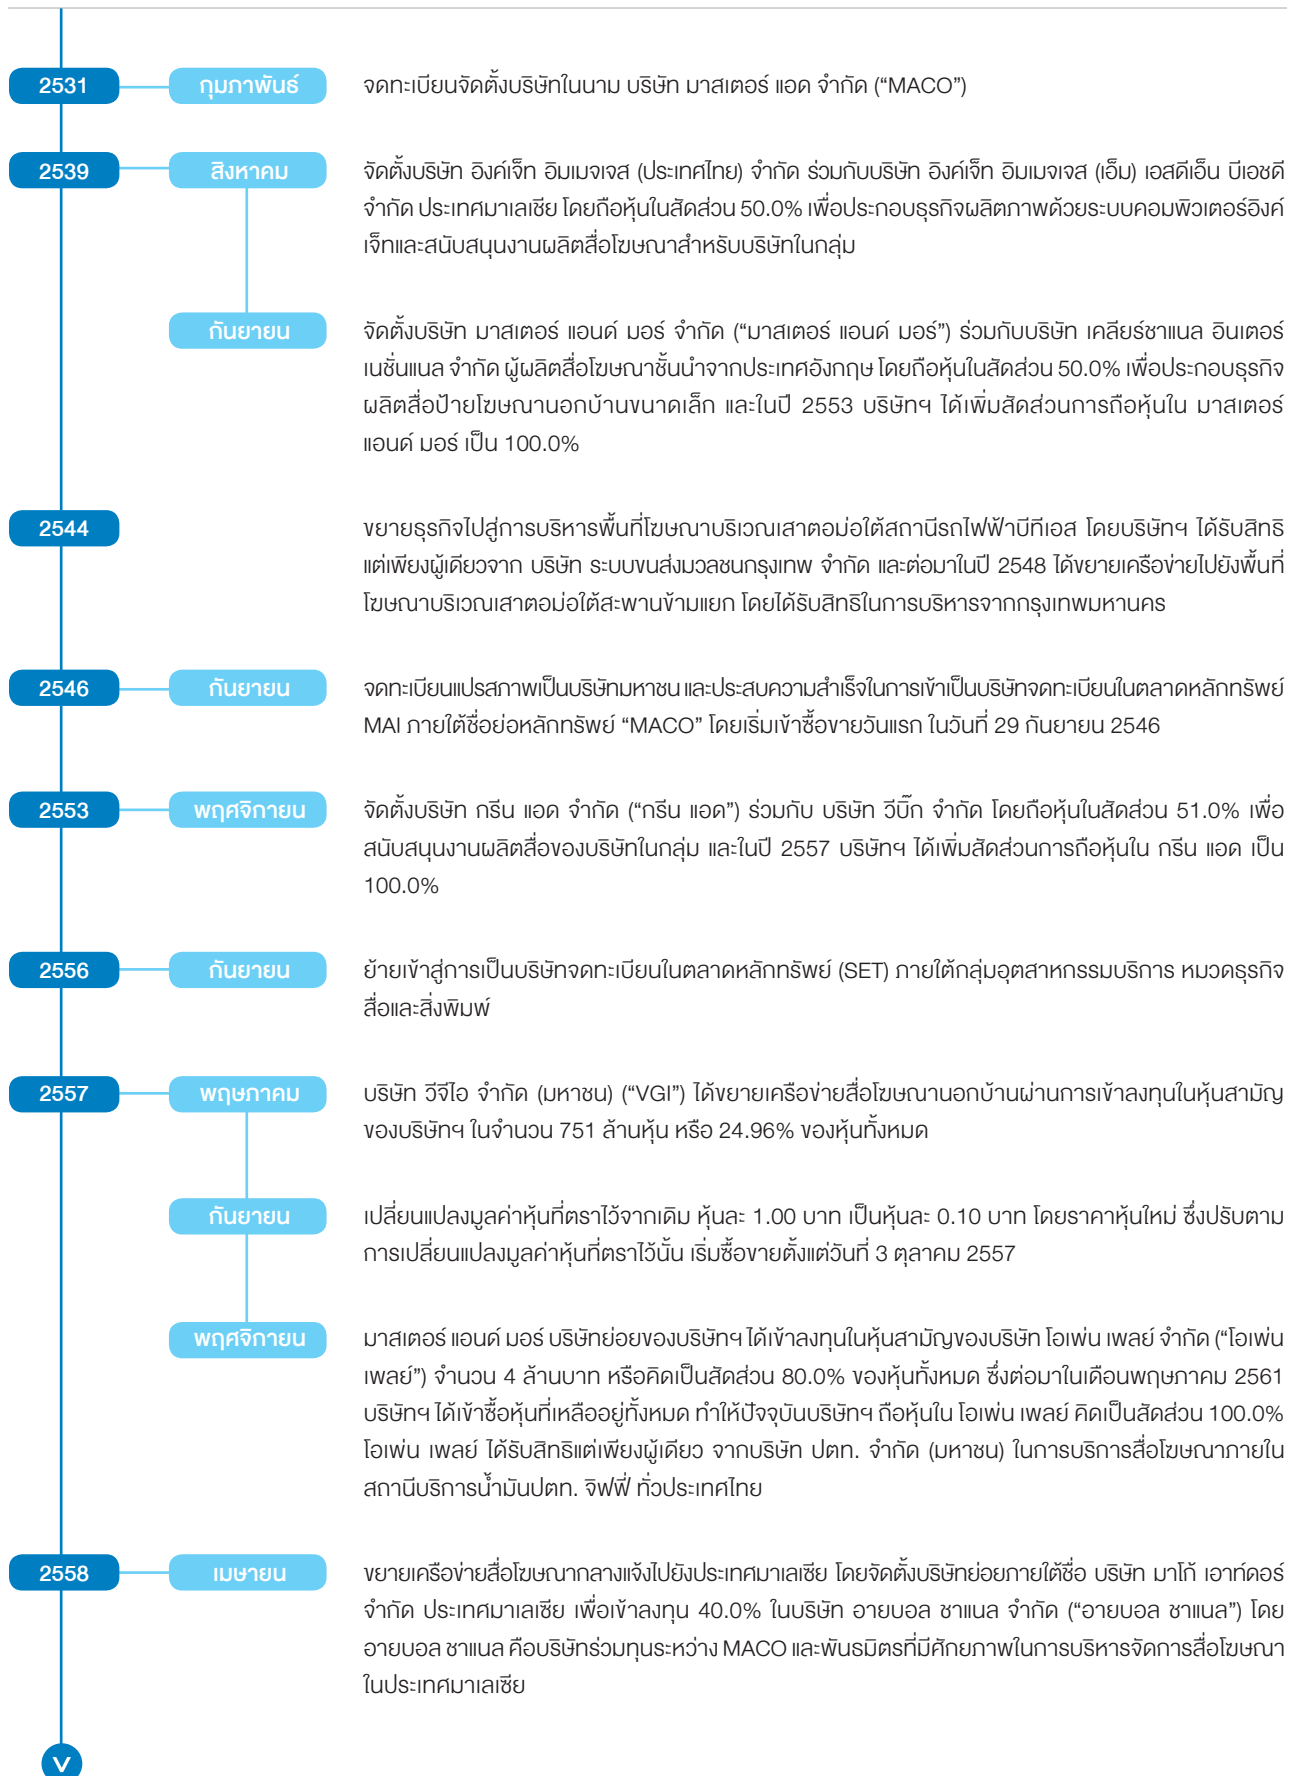 2531
กุมภาพันธ์
จดทะเบียนจัดตั้งบริษัทในนาม บริษัท มาสเตอร์ แอด จำกัด (“MACO”)
2539
สิงหาคม
จัดตั้งบริษัท อิงค์เจ็ท อิมเมจเจส (ประเทศไทย) จำกัด ร่วมกับบริษัท อิงค์เจ็ท อิมเมจเจส (เอ็ม) เอสดีเอ็น บีเอชดี
จำกัด ประเทศมาเลเซีย โดยถือหุ้นในสัดส่วน 50.0% เพื่อประกอบธุรกิจผลิตภาพด้วยระบบคอมพิวเตอร์อิงค์
เจ็ทและสนับสนุนงานผลิตสื่อโฆษณาสำหรับบริษัทในกลุ่ม
กันยายน
จัดตั้งบริษัท มาสเตอร์ แอนด์ มอร์ จำกัด (“มาสเตอร์ แอนด์ มอร์”) ร่วมกับบริษัท เคลียร์ชาแนล อินเตอร์
เนชั่นแนล จำกัด ผู้ผลิตสื่อโฆษณาชั้นนำจากประเทศอังกฤษ โดยถือหุ้นในสัดส่วน 50.0% เพื่อประกอบธุรกิจ
ผลิตสื่อป้ายโฆษณานอกบ้านขนาดเล็ก และในปี 2553 บริษัทฯ ได้เพิ่มสัดส่วนการถือหุ้นใน มาสเตอร์
แอนด์ มอร์ เป็น 100.0%
2544
ขยายธุรกิจไปสู่การบริหารพื้นที่โฆษณาบริเวณเสาตอม่อใต้สถานีรถไฟฟ้าบีทีเอส โดยบริษัทฯ ได้รับสิทธิ
แต่เพียงผู้เดียวจาก บริษัท ระบบขนส่งมวลชนกรุงเทพ จำกัด และต่อมาในปี 2548 ได้ขยายเครือข่ายไปยังพื้นที่
โฆษณาบริเวณเสาตอม่อใต้สะพานข้ามแยก โดยได้รับสิทธิในการบริหารจากกรุงเทพมหานคร
2546
กันยายน
จดทะเบียนแปรสภาพเป็นบริษัทมหาชน และประสบความสำเร็จในการเข้าเป็นบริษัทจดทะเบียนในตลาดหลักทรัพย์
MAI ภายใต้ชื่อย่อหลักทรัพย์ “MACO” โดยเริ่มเข้าซื้อขายวันแรก ในวันที่ 29 กันยายน 2546
2553
พฤศจิกายน
จัดตั้งบริษัท กรีน แอด จำกัด (“กรีน แอด”) ร่วมกับ บริษัท วีบิ๊ก จำกัด โดยถือหุ้นในสัดส่วน 51.0% เพื่อ
สนับสนุนงานผลิตสื่อของบริษัทในกลุ่ม และในปี 2557 บริษัทฯ ได้เพิ่มสัดส่วนการถือหุ้นใน กรีน แอด เป็น
100.0%
2556
กันยายน
ย้ายเข้าสู่การเป็นบริษัทจดทะเบียนในตลาดหลักทรัพย์ (SET) ภายใต้กลุ่มอุตสาหกรรมบริการ หมวดธุรกิจ
สื่อและสิ่งพิมพ์
2557
พฤษภาคม
บริษัท วีจีไอ จำกัด (มหาชน) (“VGI”) ได้ขยายเครือข่ายสื่อโฆษณานอกบ้านผ่านการเข้าลงทุนในหุ้นสามัญ
ของบริษัทฯ ในจำนวน 751 ล้านหุ้น หรือ 24.96% ของหุ้นทั้งหมด
กันยายน
เปลี่ยนแปลงมูลค่าหุ้นที่ตราไว้จากเดิม หุ้นละ 1.00 บาท เป็นหุ้นละ 0.10 บาท โดยราคาหุ้นใหม่ ซึ่งปรับตาม
การเปลี่ยนแปลงมูลค่าหุ้นที่ตราไว้นั้น เริ่มซื้อขายตั้งแต่วันที่ 3 ตุลาคม 2557
พฤศจิกายน
มาสเตอร์ แอนด์ มอร์ บริษัทย่อยของบริษัทฯ ได้เข้าลงทุนในหุ้นสามัญของบริษัท โอเพ่น เพลย์ จำกัด (“โอเพ่น
เพลย์”) จำนวน 4 ล้านบาท หรือคิดเป็นสัดส่วน 80.0% ของหุ้นทั้งหมด ซึ่งต่อมาในเดือนพฤษภาคม 2561
บริษัทฯ ได้เข้าซื้อหุ้นที่เหลืออยู่ทั้งหมด ทำให้ปัจจุบันบริษัทฯ ถือหุ้นใน โอเพ่น เพลย์ คิดเป็นสัดส่วน 100.0%
โอเพ่น เพลย์ ได้รับสิทธิแต่เพียงผู้เดียว จากบริษัท ปตท. จำกัด (มหาชน) ในการบริการสื่อโฆษณาภายใน
สถานีบริการน้ำมันปตท. จิฟฟี่ ทั่วประเทศไทย
2558
เมษายน
ขยายเครือข่ายสื่อโฆษณากลางแจ้งไปยังประเทศมาเลเซีย โดยจัดตั้งบริษัทย่อยภายใต้ชื่อ บริษัท มาโก้ เอาท์ดอร์
จำกัด ประเทศมาเลเซีย เพื่อเข้าลงทุน 40.0% ในบริษัท อายบอล ชาแนล จำกัด (“อายบอล ชาแนล”) โดย
อายบอล ชาแนล คือบริษัทร่วมทุนระหว่าง MACO และพันธมิตรที่มีศักยภาพในการบริหารจัดการสื่อโฆษณา
ในประเทศมาเลเซีย